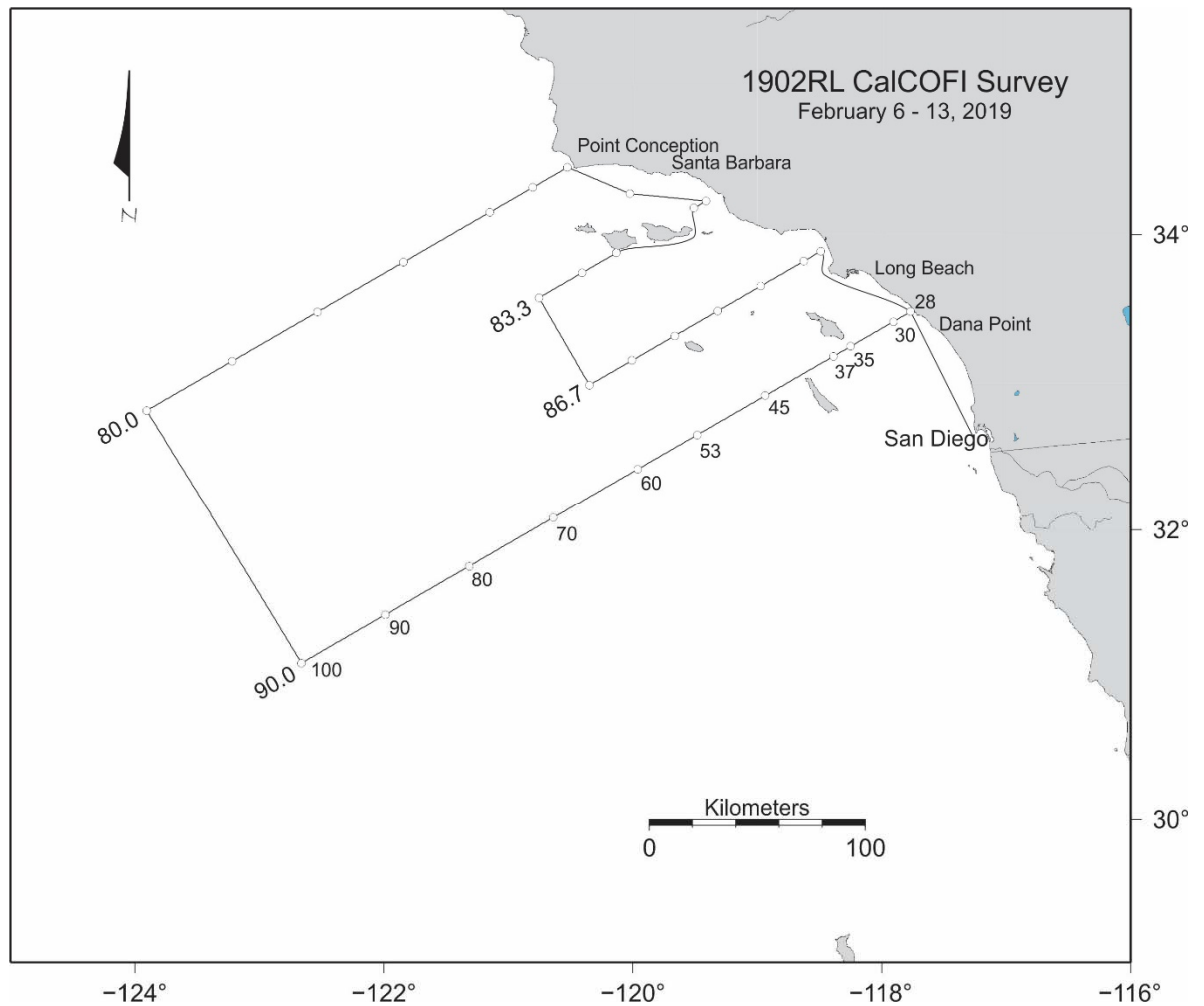 1902RL CalCOFI Survey
February 6 - 13, 2019
Point Conception
Santa Barbara
34°
Long Beach
28
Dana Point
30
35
37
83.3
86.7
45
80.0
San Diego
53
60
32°
70
80
90
100
90.0
Kilometers
0 100
30°
−124° −122° −120° −118° −116°
N